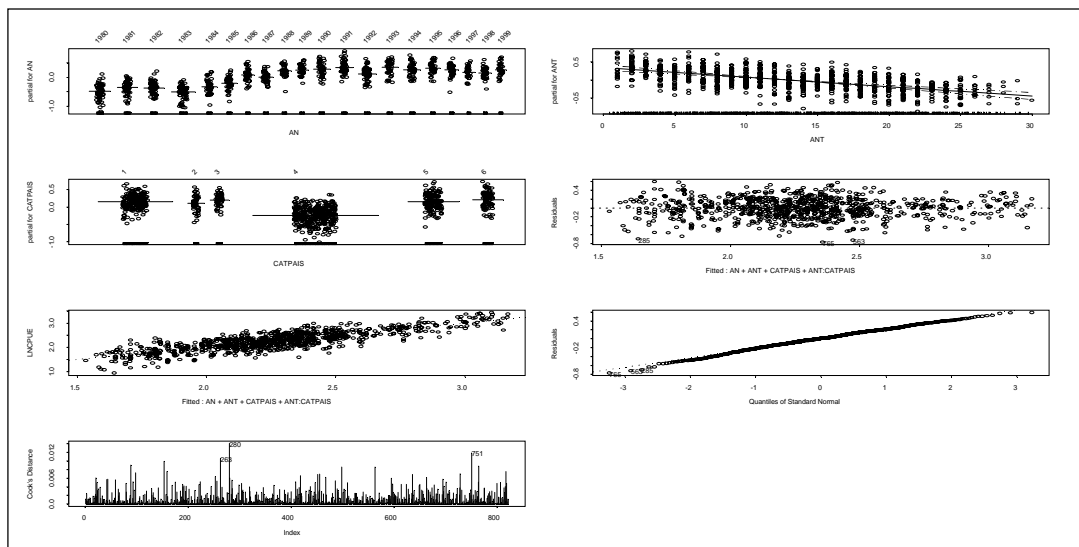 1980 1981 1982 1983 1984 1985 1986 1987 1988 1989 1990 1991 1992 1993 1994 1995 1996 1997 1998 1999
partial for AN
0.0
-1.0
AN
partial for ANT
0.5
-0.5
0 5 10 15 20 25 30
ANT
1 2 3 4 5 6
partial for CATPAIS
0.5
0.0
-1.0
CATPAIS
Residuals
0.4
-0.2
-0.8
285 765 563
1.5 2.0 2.5 3.0
Fitted : AN + ANT + CATPAIS + ANT:CATPAIS
LNCPUE
3.0
2.0
1.0
1.5 2.0 2.5 3.0
Fitted : AN + ANT + CATPAIS + ANT:CATPAIS
Residuals
0.4
-0.2
-0.8
765 563 285
-3 -2 -1 0 1 2 3
Quantiles of Standard Normal
Cook's Distance
0.012
0.006
0.0
263 280 751
0 200 400 600 800
Index